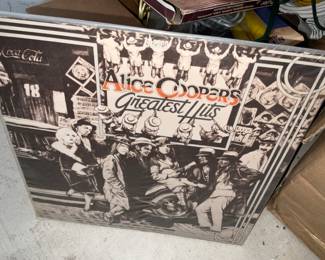 Coca-Cola
Alice Cooper's
Greatest Hits
18